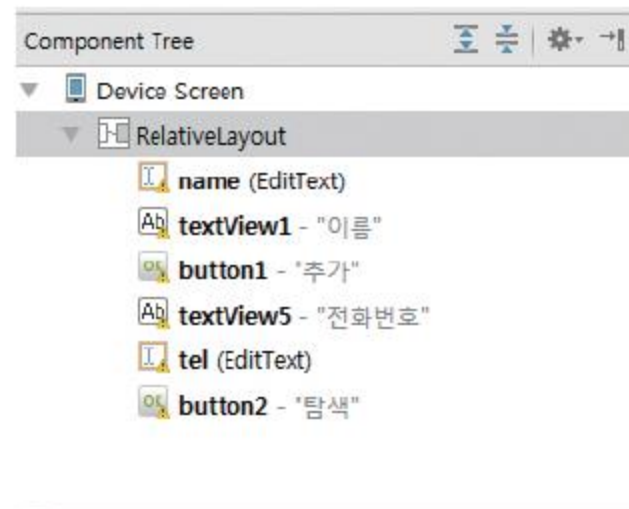 Component Tree
Device Screen
RelativeLayout
name (EditText)
textView1 - "이름"
button1 - "추가"
textView5 - "전화번호"
tel (EditText)
button2 - "탐색"